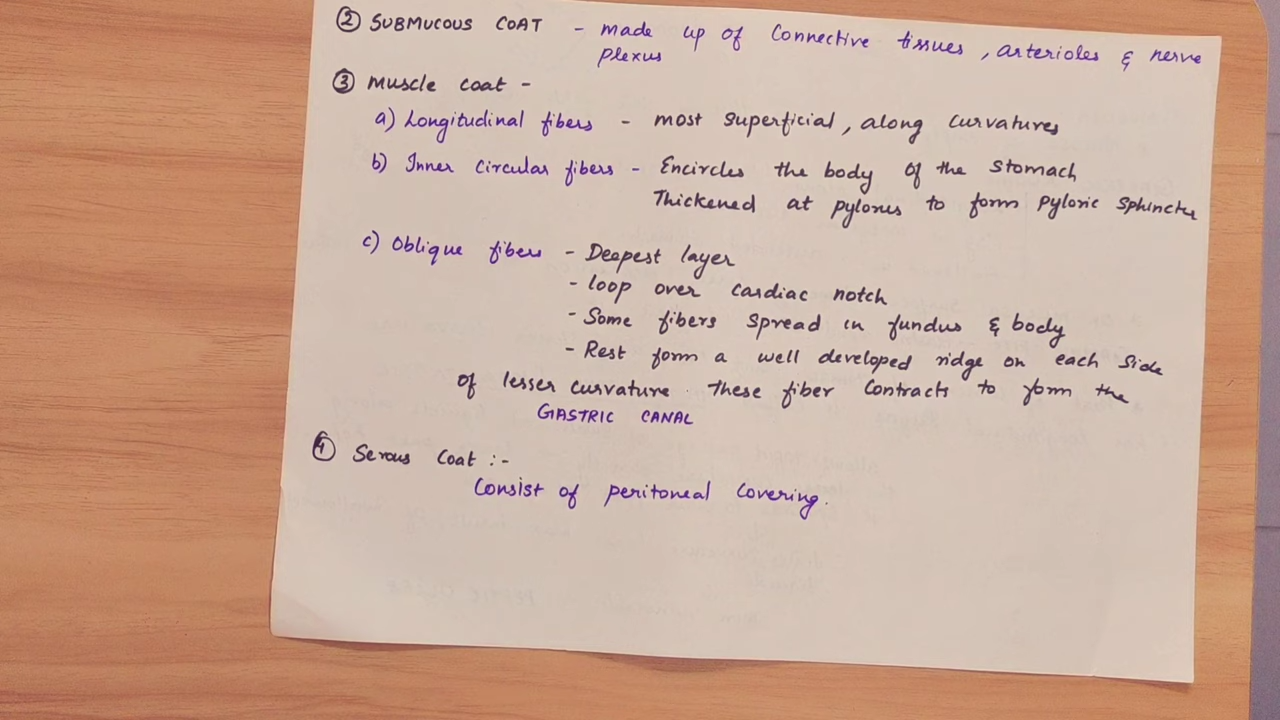 ② SUBMUCOUS COAT - made up of Connective tissues, arterioles & nerve
plexus
③ Muscle coat -
a) Longitudinal fibers - most superficial, along curvatures
b) Inner circular fibers - Encircles the body of the stomach
Thickened at pylorus to form pyloric sphincter
c) Oblique fibers - Deepest layer
- loop over cardiac notch
- Some fibers spread in fundus & body
- Rest form a well developed ridge on each side
of lesser curvature. These fiber contracts to form the
GASTRIC CANAL
④ Serous coat :-
Consist of peritoneal covering.